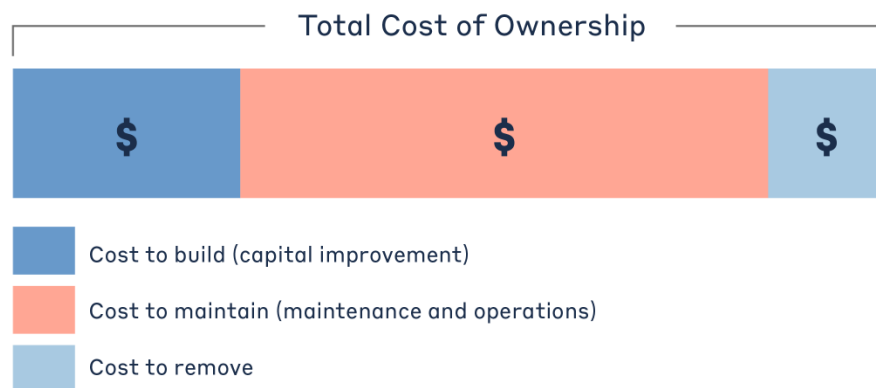 Total Cost of Ownership
$ $ $
Cost to build (capital improvement)
Cost to maintain (maintenance and operations)
Cost to remove